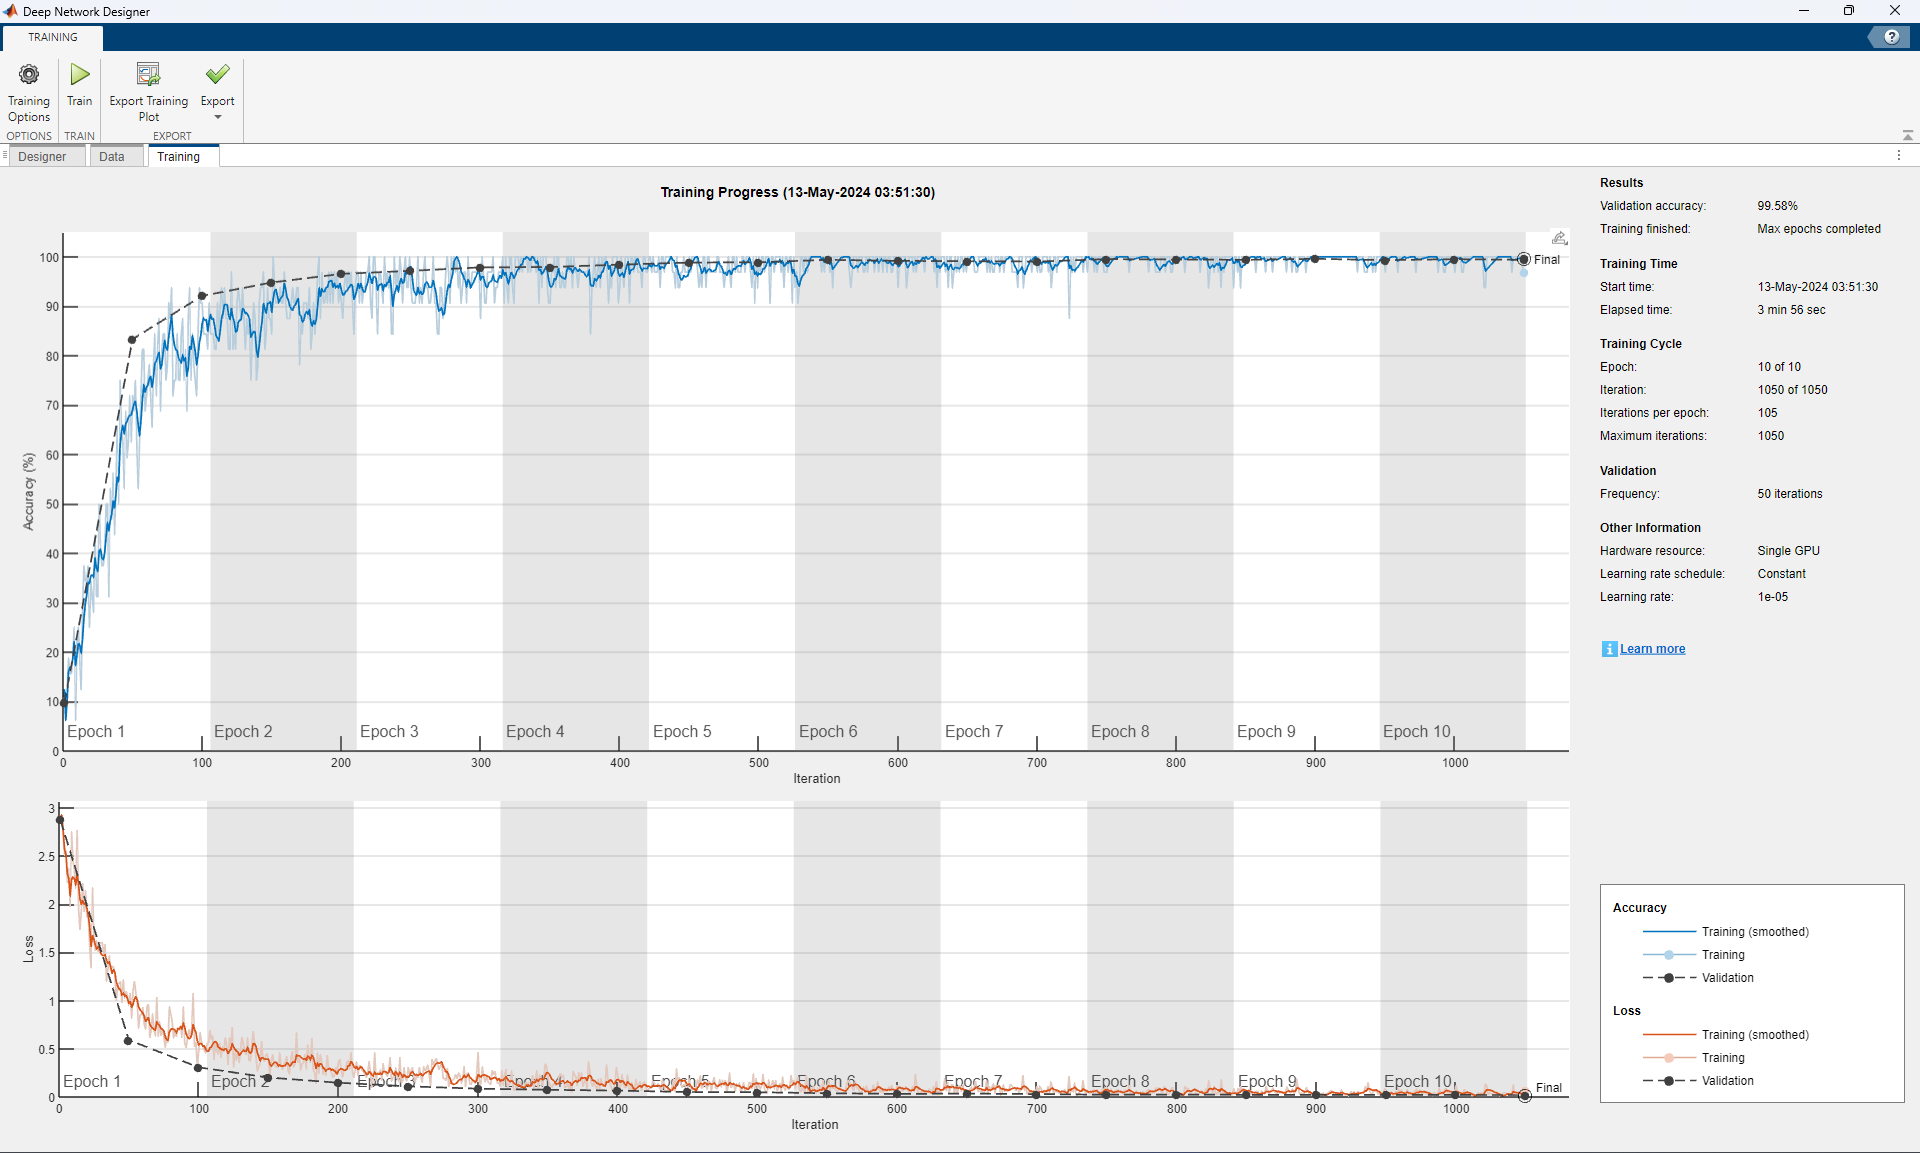 Deep Network Designer
TRAINING
?
Training Options
Train
Export Training Plot
Export
OPTIONS
TRAIN
EXPORT
Designer
Data
Training
Training Progress (13-May-2024 03:51:30)
Accuracy (%)
100
90
80
70
60
50
40
30
20
10
0
Final
Epoch 1 Epoch 2 Epoch 3 Epoch 4 Epoch 5 Epoch 6 Epoch 7 Epoch 8 Epoch 9 Epoch 10
0 100 200 300 400 500 600 700 800 900 1000
Iteration
Loss
3
2.5
2
1.5
1
0.5
0
Final
Epoch 1 Epoch 2 Epoch 3 Epoch 4 Epoch 5 Epoch 6 Epoch 7 Epoch 8 Epoch 9 Epoch 10
0 100 200 300 400 500 600 700 800 900 1000
Iteration
Results
Validation accuracy: 99.58%
Training finished: Max epochs completed
Training Time
Start time: 13-May-2024 03:51:30
Elapsed time: 3 min 56 sec
Training Cycle
Epoch: 10 of 10
Iteration: 1050 of 1050
Iterations per epoch: 105
Maximum iterations: 1050
Validation
Frequency: 50 iterations
Other Information
Hardware resource: Single GPU
Learning rate schedule: Constant
Learning rate: 1e-05
i Learn more
Accuracy
Training (smoothed)
Training
Validation
Loss
Training (smoothed)
Training
Validation